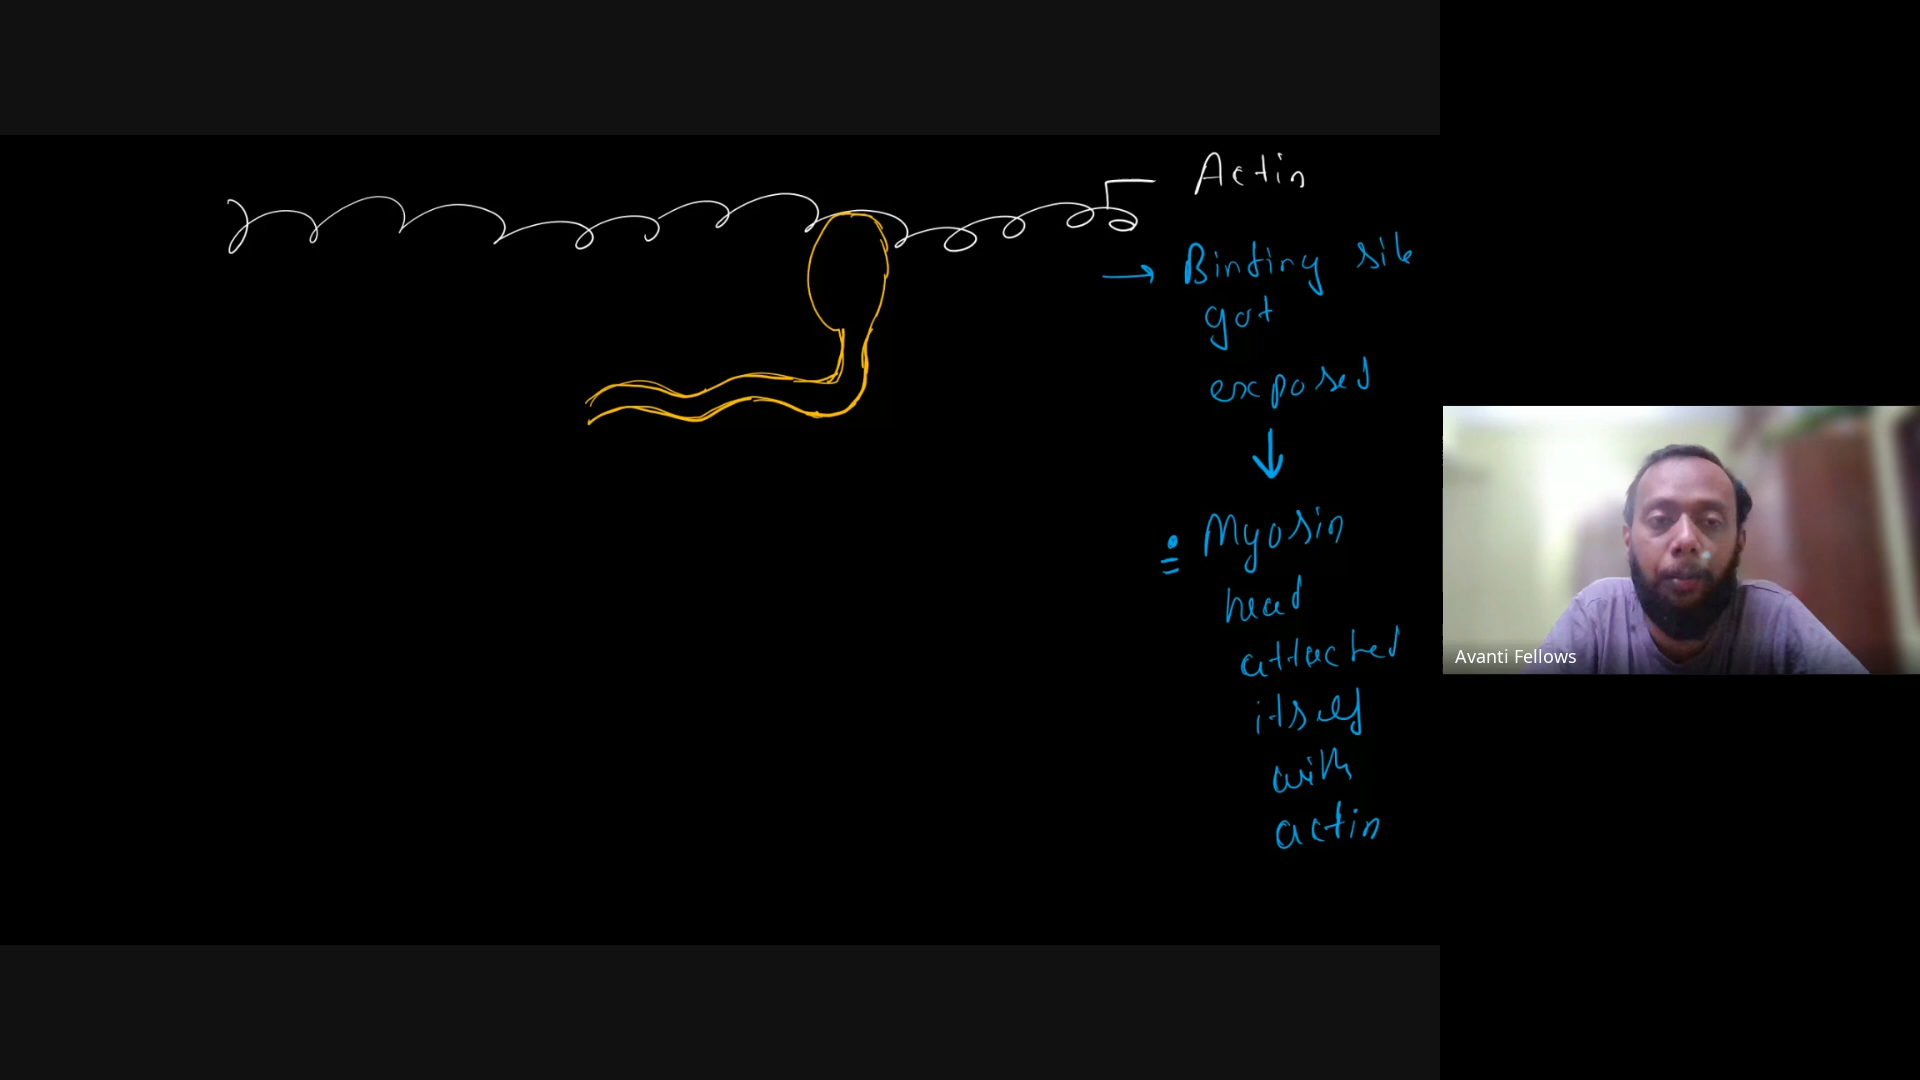 Actin
→ Binding site
got
exposed
↓
Myosin
head
attached
itself
with
actin
Avanti Fellows